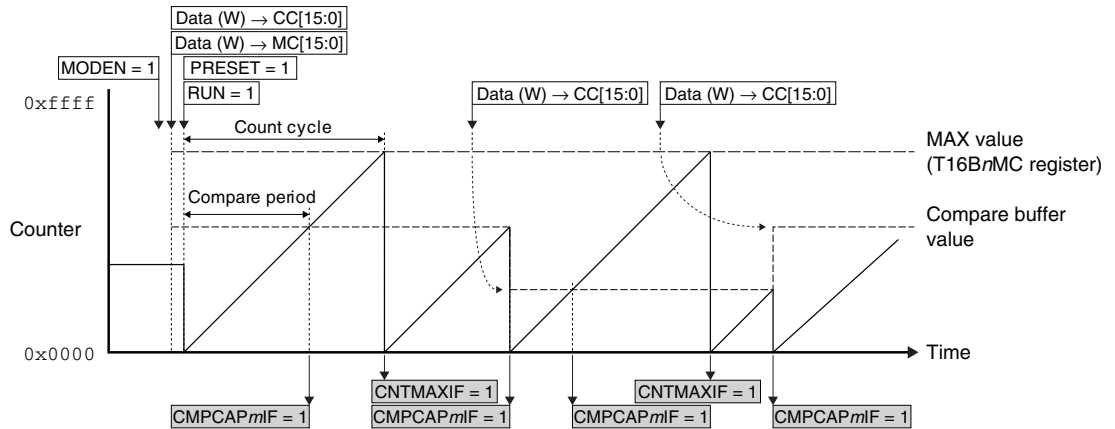 Data (W) → CC[15:0]
Data (W) → MC[15:0]
MODEN = 1
PRESET = 1
RUN = 1
Data (W) → CC[15:0]
Data (W) → CC[15:0]
0xffff
Count cycle
MAX value
(T16BnMC register)
Compare period
Compare buffer
value
Counter
0x0000
Time
CNTMAXIF = 1
CNTMAXIF = 1
CMPCAPmIF = 1
CMPCAPmIF = 1
CMPCAPmIF = 1
CMPCAPmIF = 1